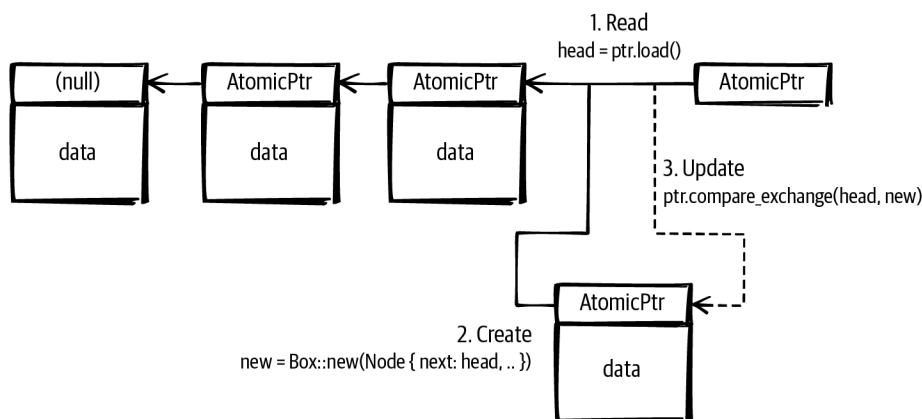 1. Read
head = ptr.load()
(null)
AtomicPtr
AtomicPtr
AtomicPtr
data
data
data
3. Update
ptr.compare_exchange(head, new)
AtomicPtr
2. Create
new = Box::new(Node { next: head, .. })
data